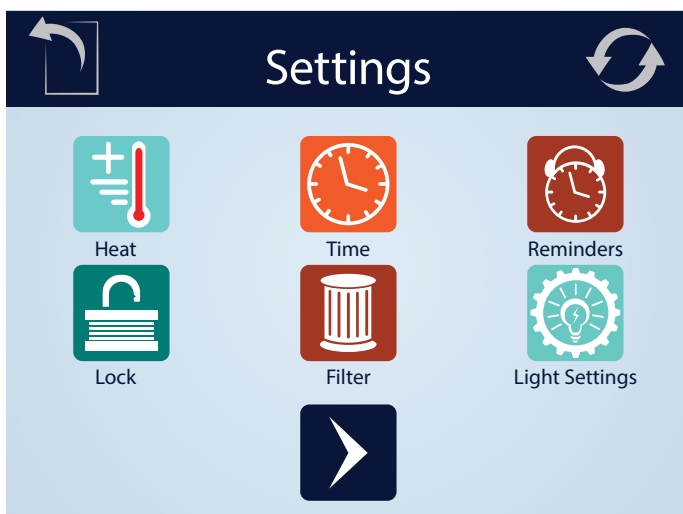 Settings
Heat
Time
Reminders
Lock
Filter
Light Settings